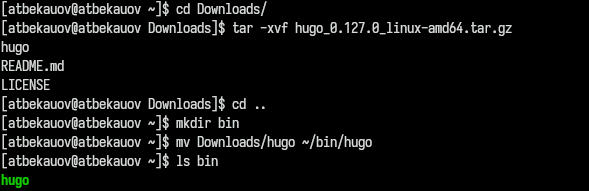 [atbekauov@atbekauov ~]$ cd Downloads/
[atbekauov@atbekauov Downloads]$ tar -xvf hugo_0.127.0_linux-amd64.tar.gz
hugo
README.md
LICENSE
[atbekauov@atbekauov Downloads]$ cd ..
[atbekauov@atbekauov ~]$ mkdir bin
[atbekauov@atbekauov ~]$ mv Downloads/hugo ~/bin/hugo
[atbekauov@atbekauov ~]$ ls bin
hugo